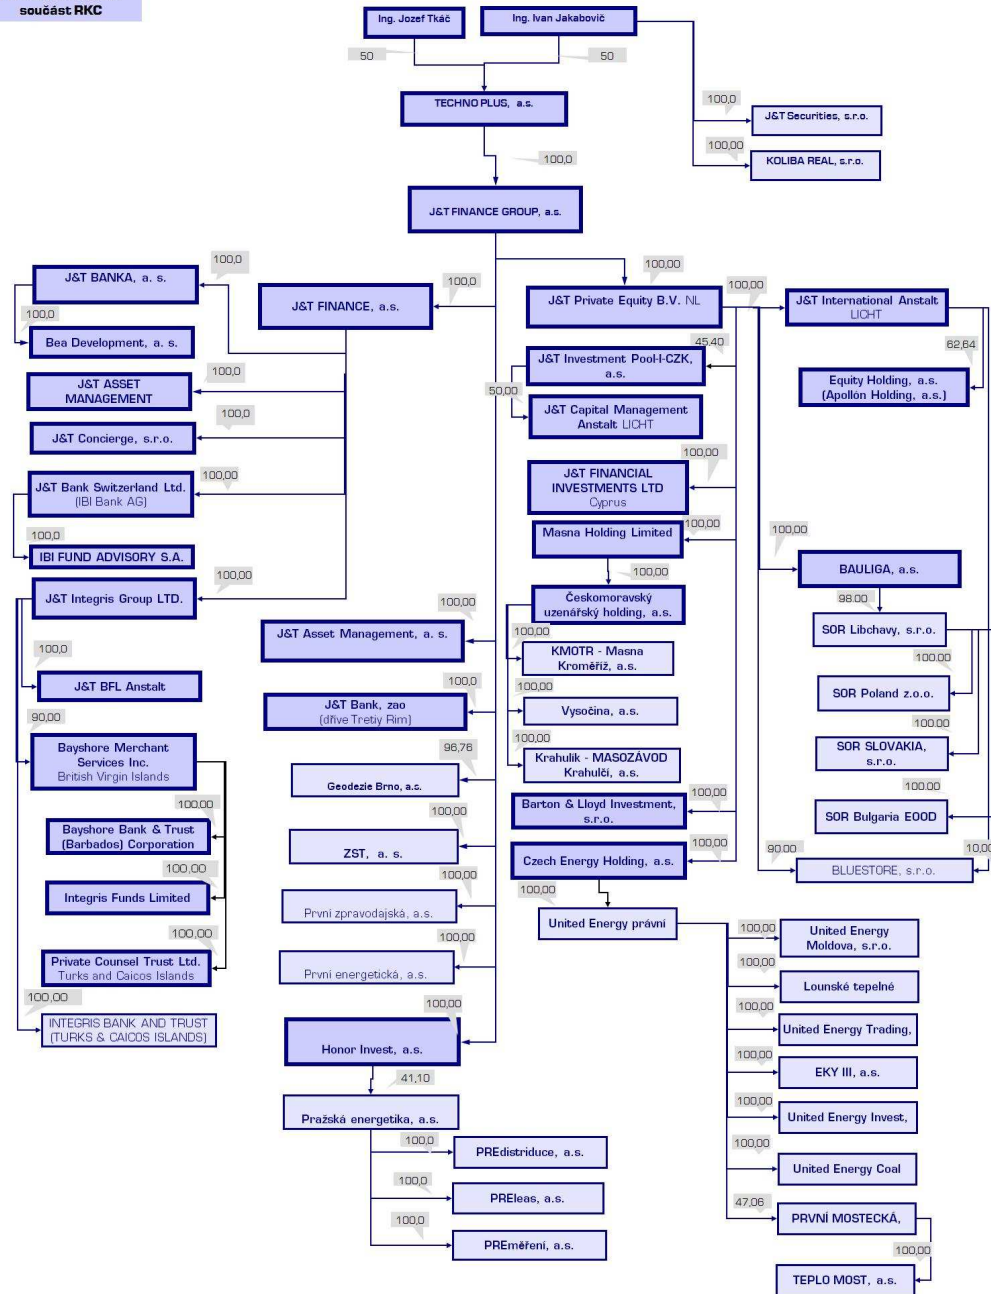 součást RKC
Ing. Jozef Tkáč
Ing. Ivan Jakabovič
50
50
TECHNO PLUS, a.s.
100,0
J&T Securities, s.r.o.
100,00
KOLIBA REAL, s.r.o.
100,0
J&T FINANCE GROUP, a.s.
100,0
J&T BANKA, a. s.
100,0
Bea Development, a. s.
100,0
J&T ASSET
MANAGEMENT
100,0
J&T Concierge, s.r.o.
100,00
J&T Bank Switzerland Ltd.
(IBI Bank AG)
100,0
IBI FUND ADVISORY S.A.
100,00
J&T Integris Group LTD.
100,0
J&T BFL Anstalt
90,00
Bayshore Merchant
Services Inc.
British Virgin Islands
100,00
Bayshore Bank & Trust
(Barbados) Corporation
100,00
Integris Funds Limited
100,00
Private Counsel Trust Ltd.
Turks and Caicos Islands
100,00
INTEGRIS BANK AND TRUST
(TURKS & CAICOS ISLANDS)
100,0
J&T FINANCE, a.s.
100,00
J&T Asset Management, a. s.
100,0
J&T Bank, zao
(dříve Tretiy Rim)
96,76
Geodezie Brno, a.s.
100,00
ZST, a. s.
100,00
První zpravodajská, a.s.
100,00
První energetická, a.s.
100,00
Honor Invest, a.s.
41,10
Pražská energetika, a.s.
100,0
PREdistriduce, a.s.
100,0
PREleas, a.s.
100,0
PREměření, a.s.
100,00
J&T Private Equity B.V. NL
100,00
45,40
J&T Investment Pool-I-CZK,
a.s.
50,00
J&T Capital Management
Anstalt LICHT
100,00
J&T FINANCIAL
INVESTMENTS LTD
Cyprus
100,00
Masna Holding Limited
100,00
Českomoravský
uzenářský holding, a.s.
100,00
KMOTR - Masna
Kroměříž, a.s.
100,00
Vysočina, a.s.
100,00
Krahulík - MASOZÁVOD
Krahulčí, a.s.
100,00
Barton & Lloyd Investment,
s.r.o.
100,00
Czech Energy Holding, a.s.
100,00
United Energy právní
100,00
United Energy
Moldova, s.r.o.
100,00
Lounské tepelné
100,00
United Energy Trading,
100,00
EKY III, a.s.
100,00
United Energy Invest,
100,00
United Energy Coal
47,06
PRVNÍ MOSTECKÁ,
100,00
TEPLO MOST, a.s.
J&T International Anstalt
LICHT
62,64
Equity Holding, a.s.
(Apollón Holding, a.s.)
100,00
BAULIGA, a.s.
98.00
SOR Libchavy, s.r.o.
100.00
SOR Poland z.o.o.
100.00
SOR SLOVAKIA,
s.r.o.
100.00
SOR Bulgaria EOOD
90.00
10,00
BLUESTORE, s.r.o.